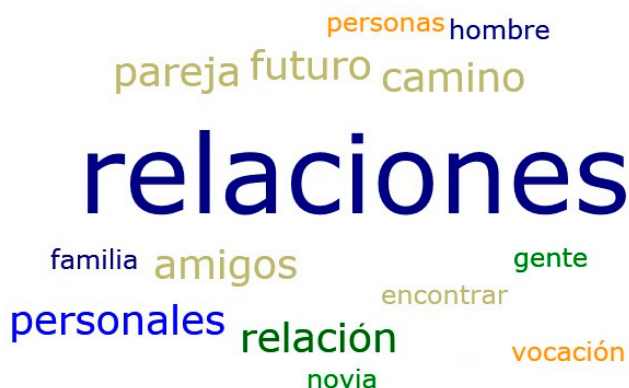 personas hombre
pareja futuro camino
relaciones
familia amigos gente
encontrar
personales relación vocación
novia